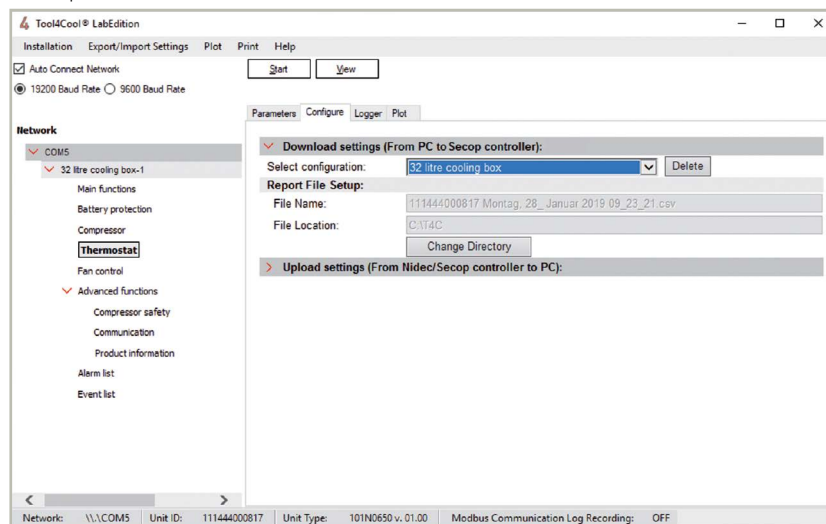 Tool4Cool® LabEdition
Installation Export/Import Settings Plot Print Help
Auto Connect Network
Start View
19200 Baud Rate 9600 Baud Rate
Parameters Configure Logger Plot
Network
COM5
32 litre cooling box-1
Main functions
Battery protection
Compressor
Thermostat
Fan control
Advanced functions
Compressor safety
Communication
Product information
Alarm list
Event list
Download settings (From PC to Secop controller):
Select configuration: 32 litre cooling box Delete
Report File Setup:
File Name: 111444000817 Montag, 28_ Januar 2019 09_23_21.csv
File Location: C:\T4C
Change Directory
Upload settings (From Nidec/Secop controller to PC):
Network: \\.\COM5 Unit ID: 111444000817 Unit Type: 101N0650 v. 01.00 Modbus Communication Log Recording: OFF